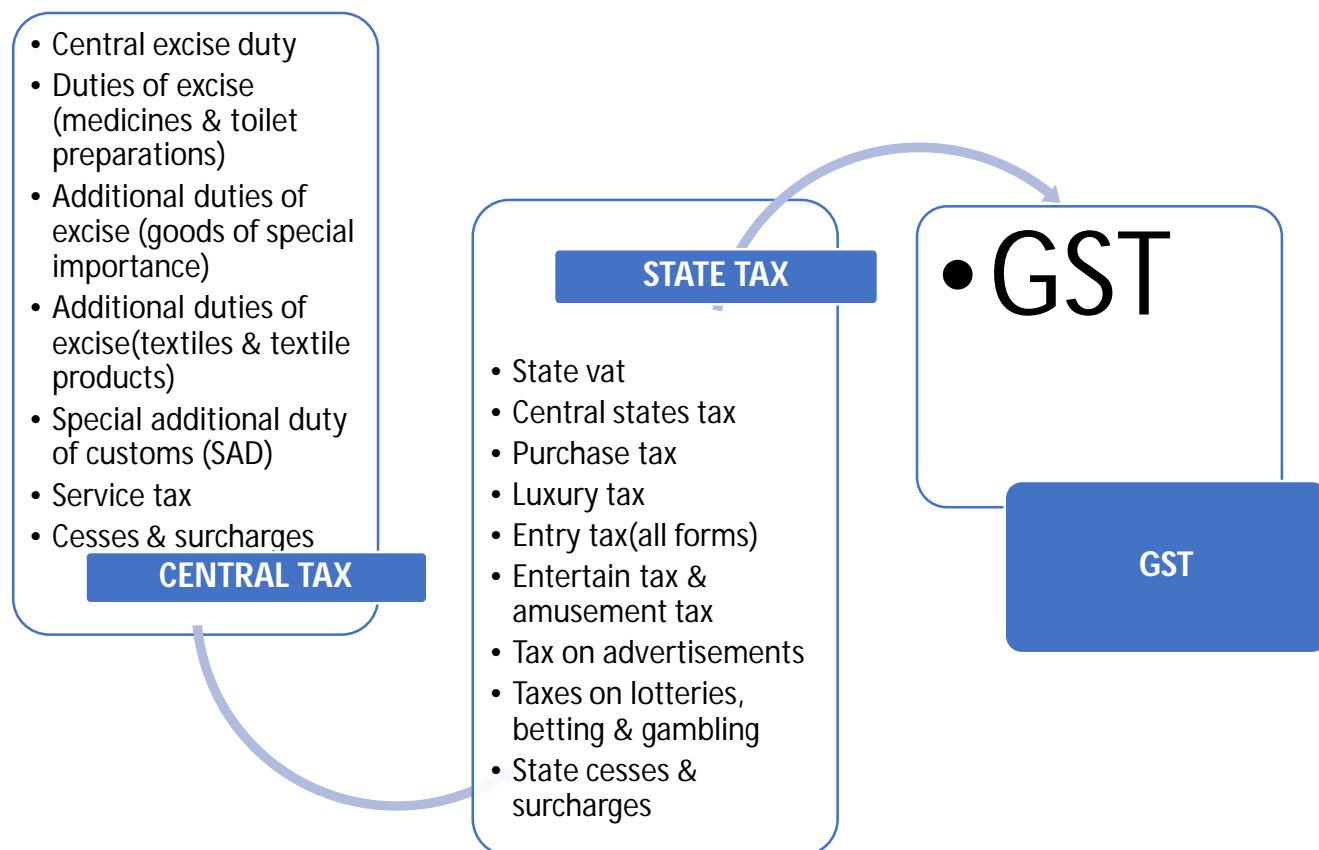 • Central excise duty
• Duties of excise
(medicines & toilet
preparations)
• Additional duties of
excise (goods of special
importance)
• Additional duties of
excise(textiles & textile
products)
• Special additional duty
of customs (SAD)
• Service tax
• Cesses & surcharges
CENTRAL TAX
STATE TAX
• State vat
• Central states tax
• Purchase tax
• Luxury tax
• Entry tax(all forms)
• Entertain tax &
amusement tax
• Tax on advertisements
• Taxes on lotteries,
betting & gambling
• State cesses &
surcharges
• GST
GST